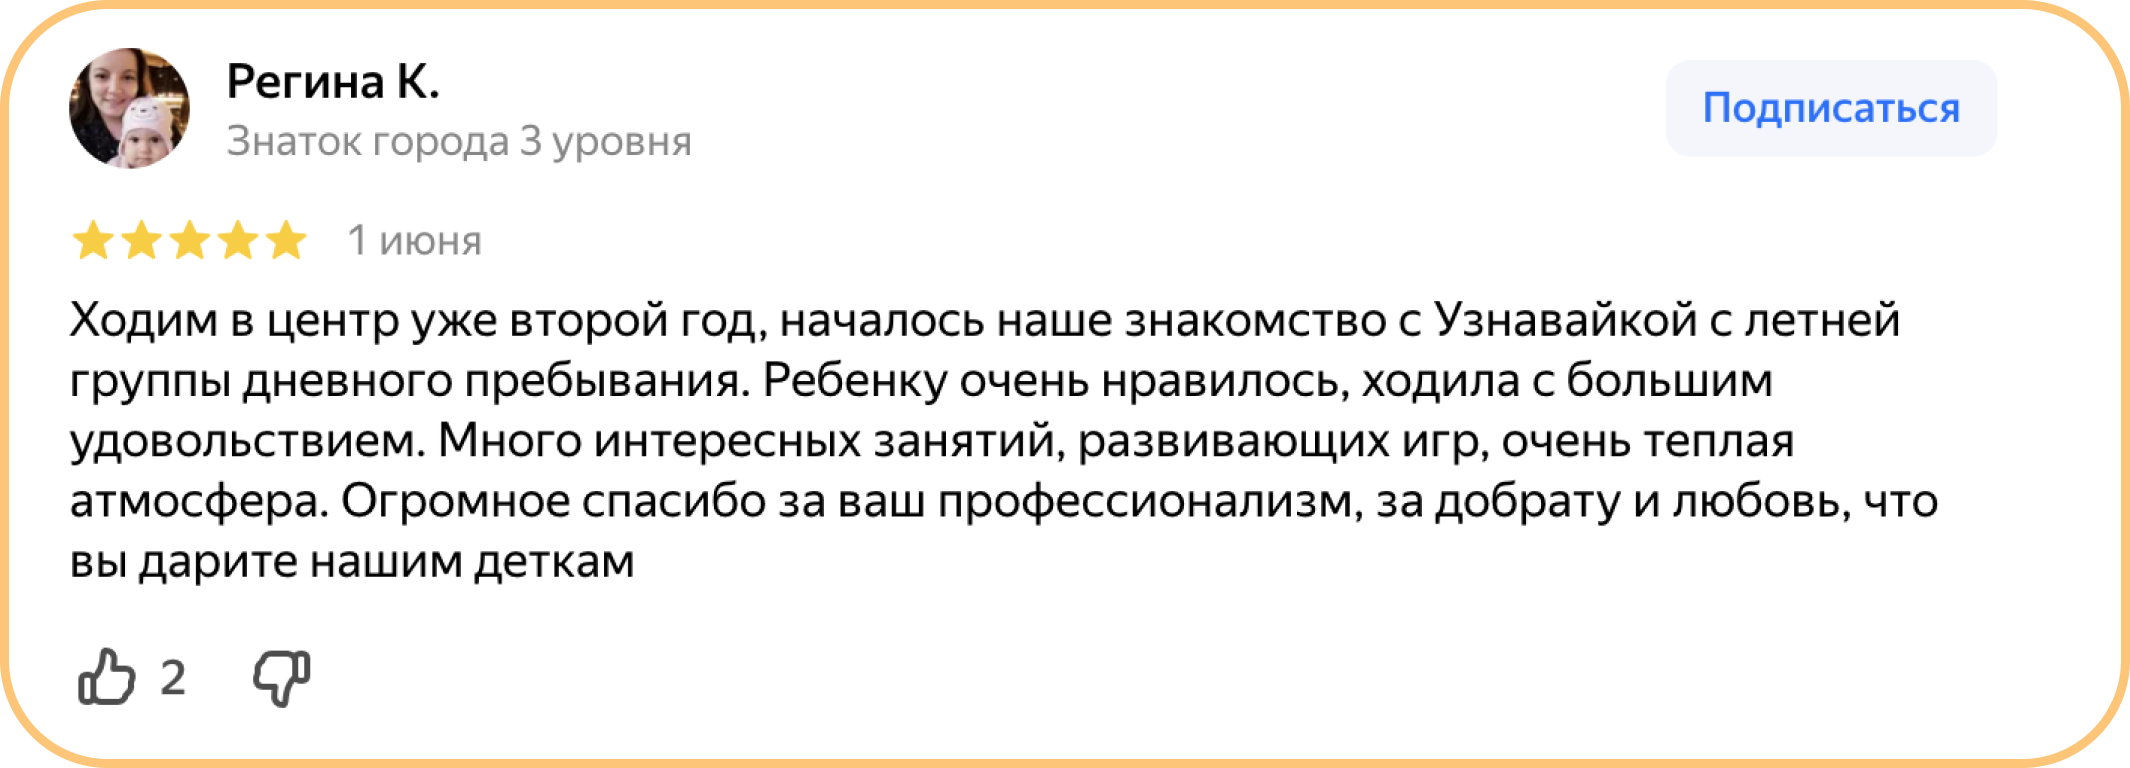 Регина К.
Знаток города 3 уровня
Подписаться
1 июня
Ходим в центр уже второй год, началось наше знакомство с Узнавайкой с летней
группы дневного пребывания. Ребенку очень нравилось, ходила с большим
удовольствием. Много интересных занятий, развивающих игр, очень теплая
атмосфера. Огромное спасибо за ваш профессионализм, за добрату и любовь, что
вы дарите нашим деткам
2